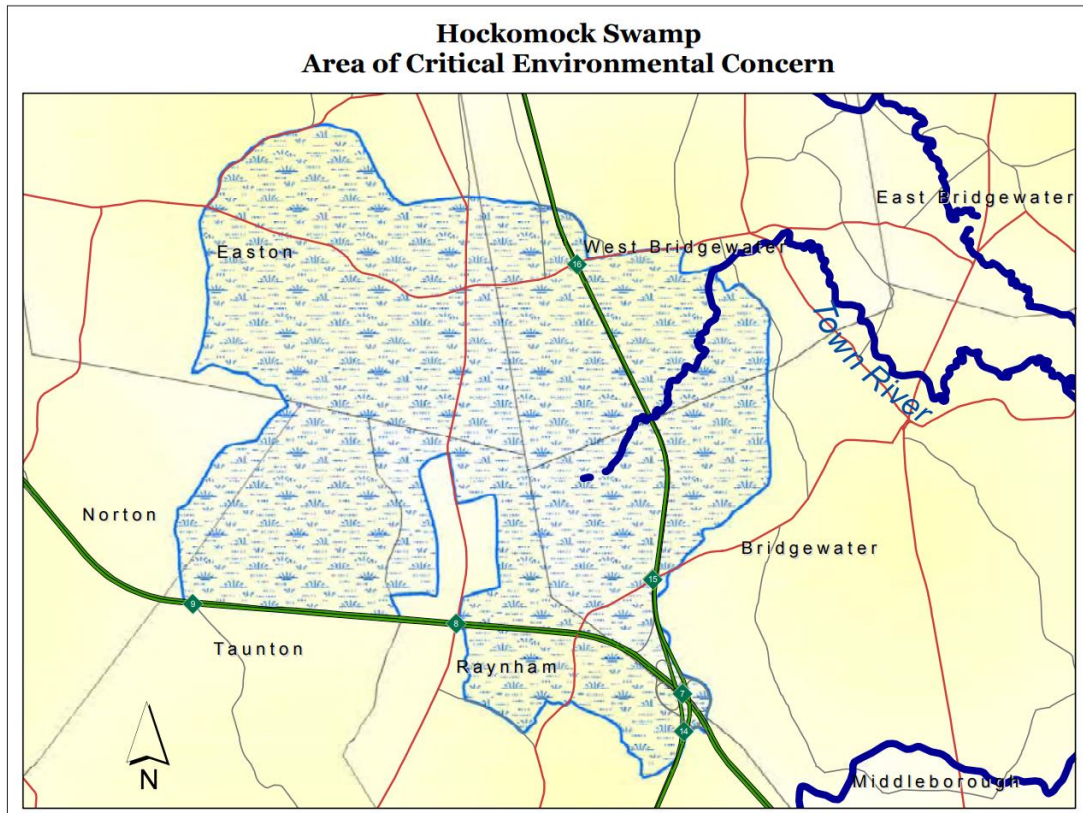 Hockomock Swamp
Area of Critical Environmental Concern
East Bridgewater
West Bridgewater
Easton
16
Town River
Norton
Bridgewater
15
9
8
Taunton
Raynham
7
14
N
Middleborough